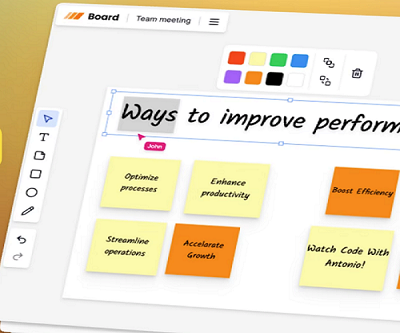 Board
Team meeting
Ways to improve perform
John
Optimize
processes
Enhance
productivity
Boost Efficiency
Streamline
operations
Accelarate
Growth
Watch Code With
Antonio!